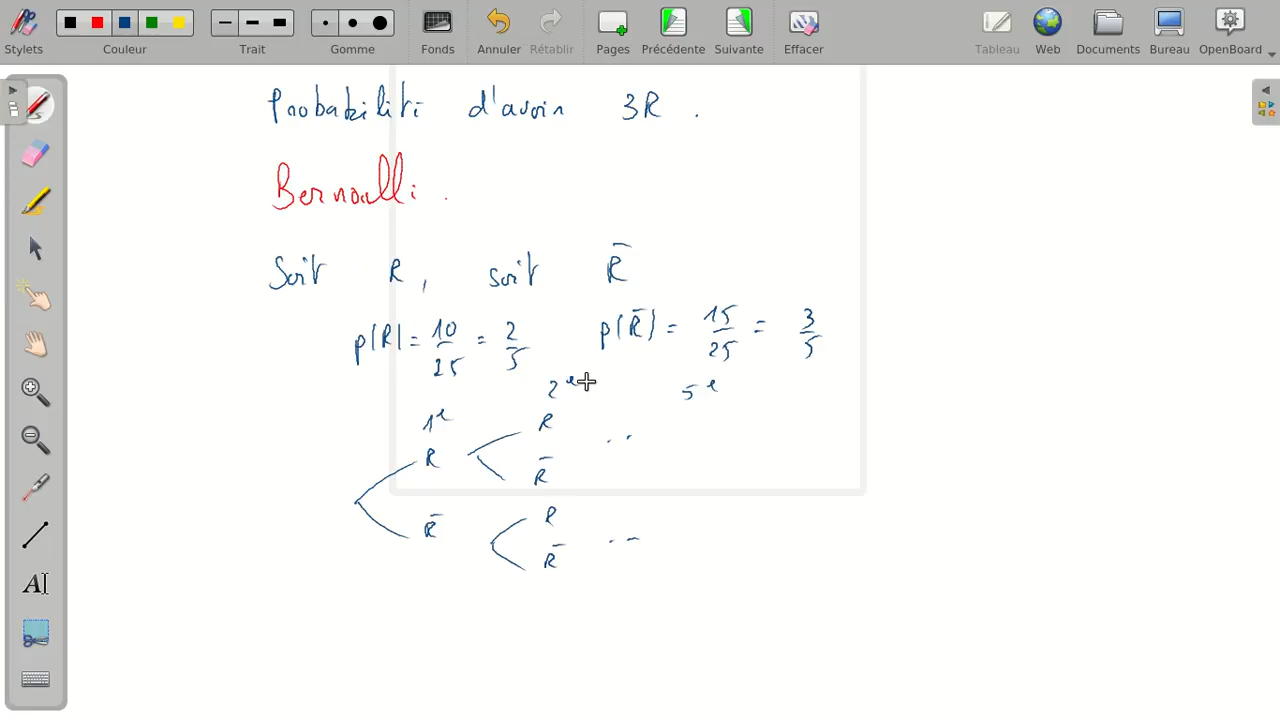 Stylets Couleur Trait Gomme Fonds Annuler Rétablir Pages Précédente Suivante Effacer Tableau Web Documents Bureau OpenBoard
Probabiliti d'avoir 3R .
Bernoulli .
Soit R , soit R̄
p(R) = 10/25 = 2/5 p(R̄) = 15/25 = 3/5
2e 5e
1e R
R R̄ . ..
R̄ R
R̄ . --